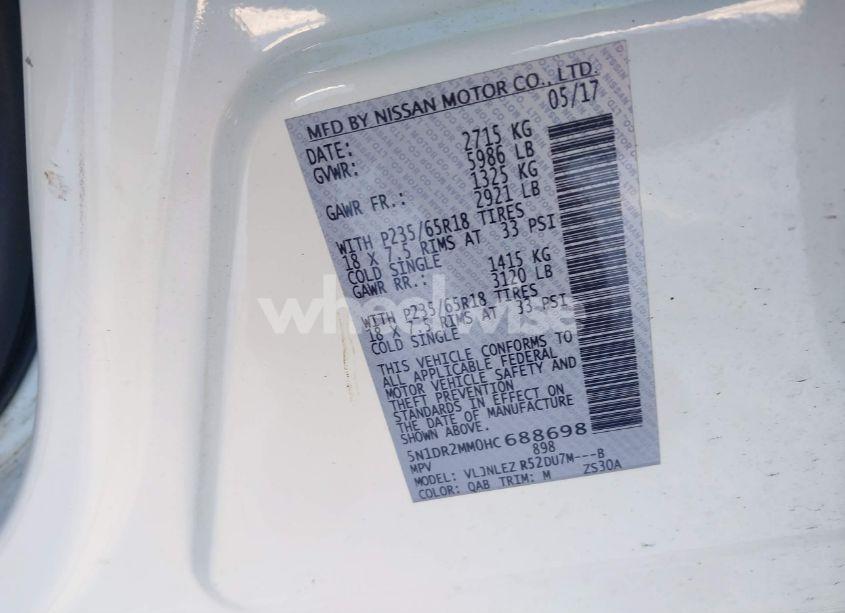 MFD BY NISSAN MOTOR CO., LTD.
DATE: 05/17
GVWR: 2715 KG
5986 LB
GAWR FR.: 1325 KG
2921 LB
WITH P235/65R18 TIRES
18 X 7.5 RIMS AT 33 PSI
COLD SINGLE
GAWR RR.: 1415 KG
3120 LB
WITH P235/65R18 TIRES
18 X 7.5 RIMS AT 33 PSI
COLD SINGLE
THIS VEHICLE CONFORMS TO
ALL APPLICABLE FEDERAL
MOTOR VEHICLE SAFETY AND
THEFT PREVENTION
STANDARDS IN EFFECT ON
THE DATE OF MANUFACTURE
SHOWN ABOVE.
5N1DR2MM0HC688698
MPV 898
MODEL: VLJNLEZ R52DU7M---B
COLOR: QAB TRIM: M ZS30A
wheelwise